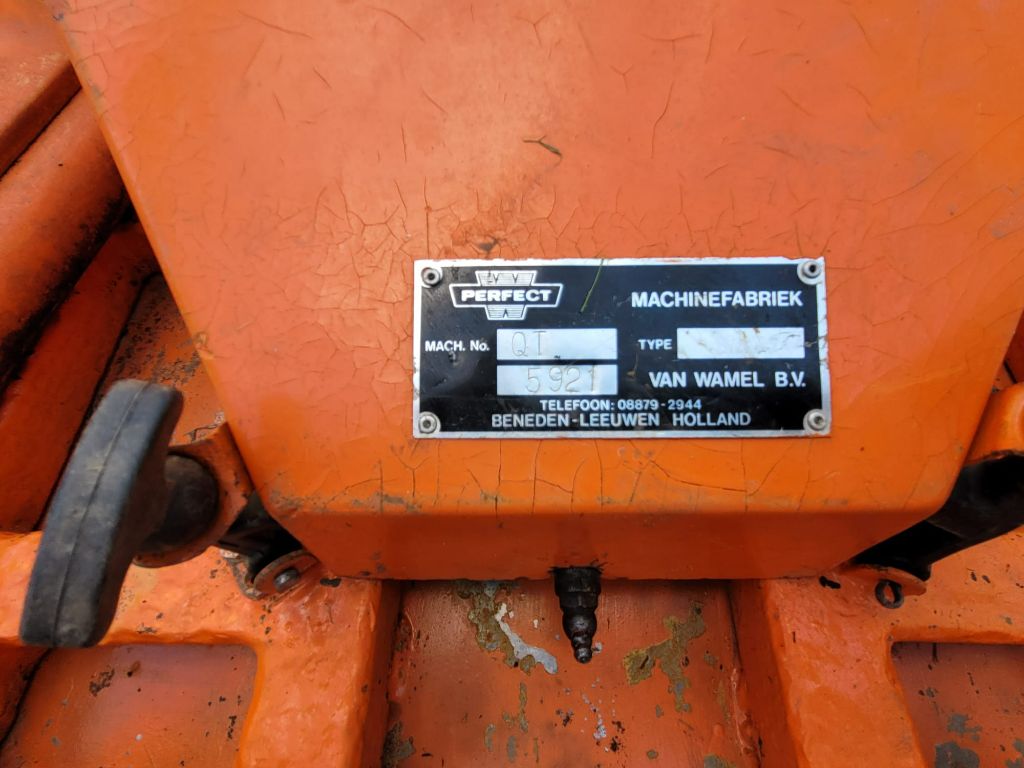 PERFECT
MACHINEFABRIEK
MACH. No. QT
TYPE
5921
VAN WAMEL B.V.
TELEFOON: 08879-2944
BENEDEN-LEEUWEN HOLLAND